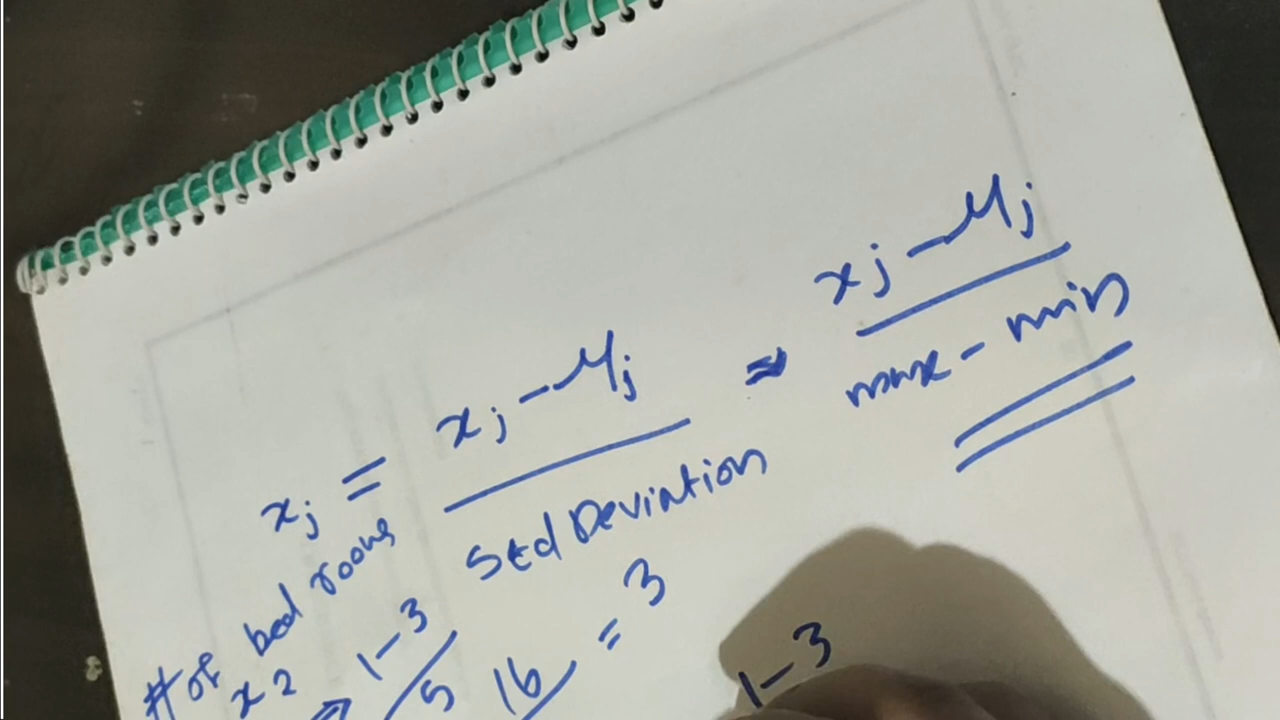 xj = xj - μj / Std Deviation ⇒ xj - μj / max - min
# of bed rooms
x2 ⇒ 1-3 / 5
16 = 3
1-3